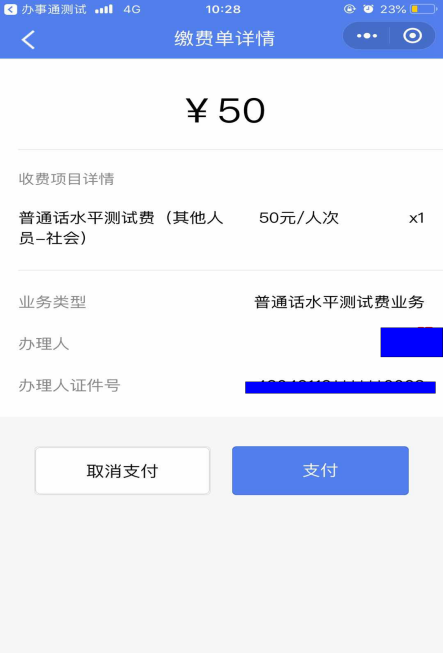 办事通测试 4G 10:28 23%
缴费单详情
￥50
收费项目详情
普通话水平测试费（其他人 50元/人次 x1
员–社会）
业务类型 普通话水平测试费业务
办理人
办理人证件号
取消支付 支付